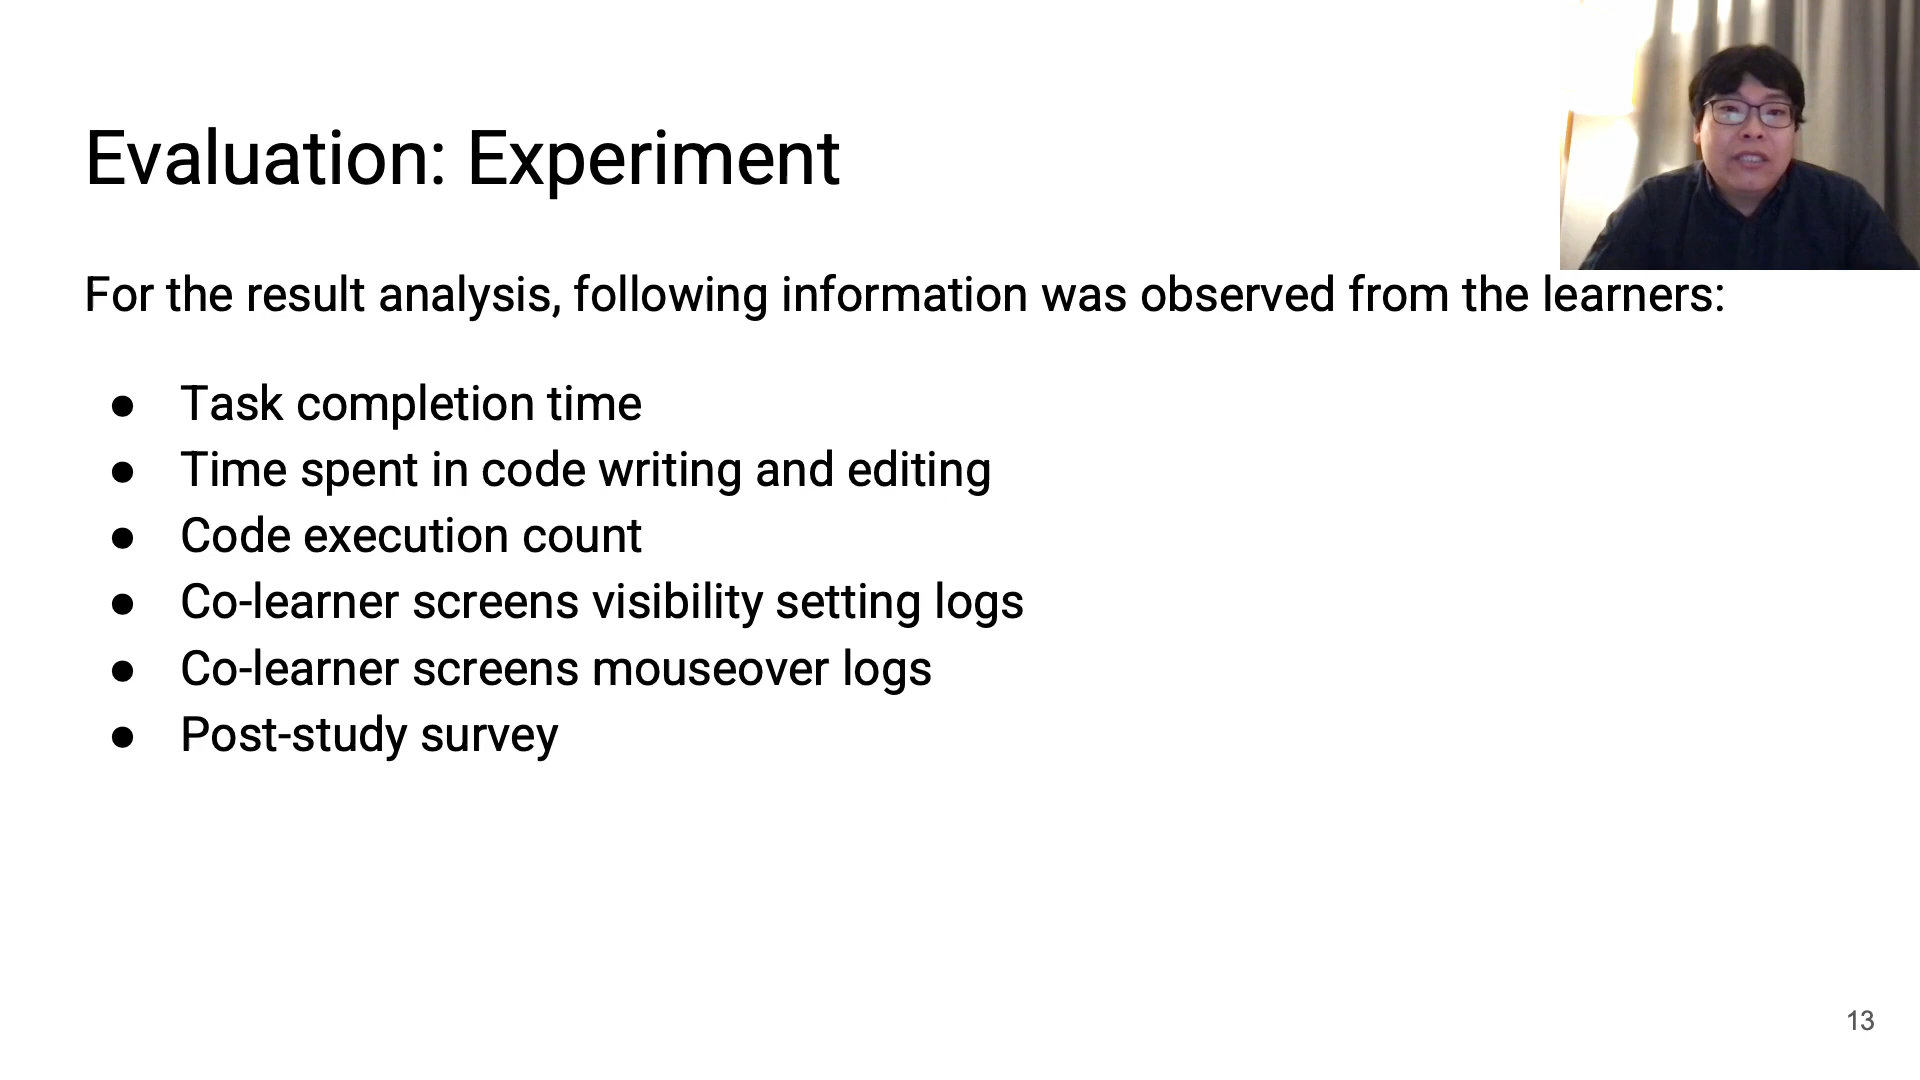 Evaluation: Experiment
For the result analysis, following information was observed from the learners:
● Task completion time
● Time spent in code writing and editing
● Code execution count
● Co-learner screens visibility setting logs
● Co-learner screens mouseover logs
● Post-study survey
13